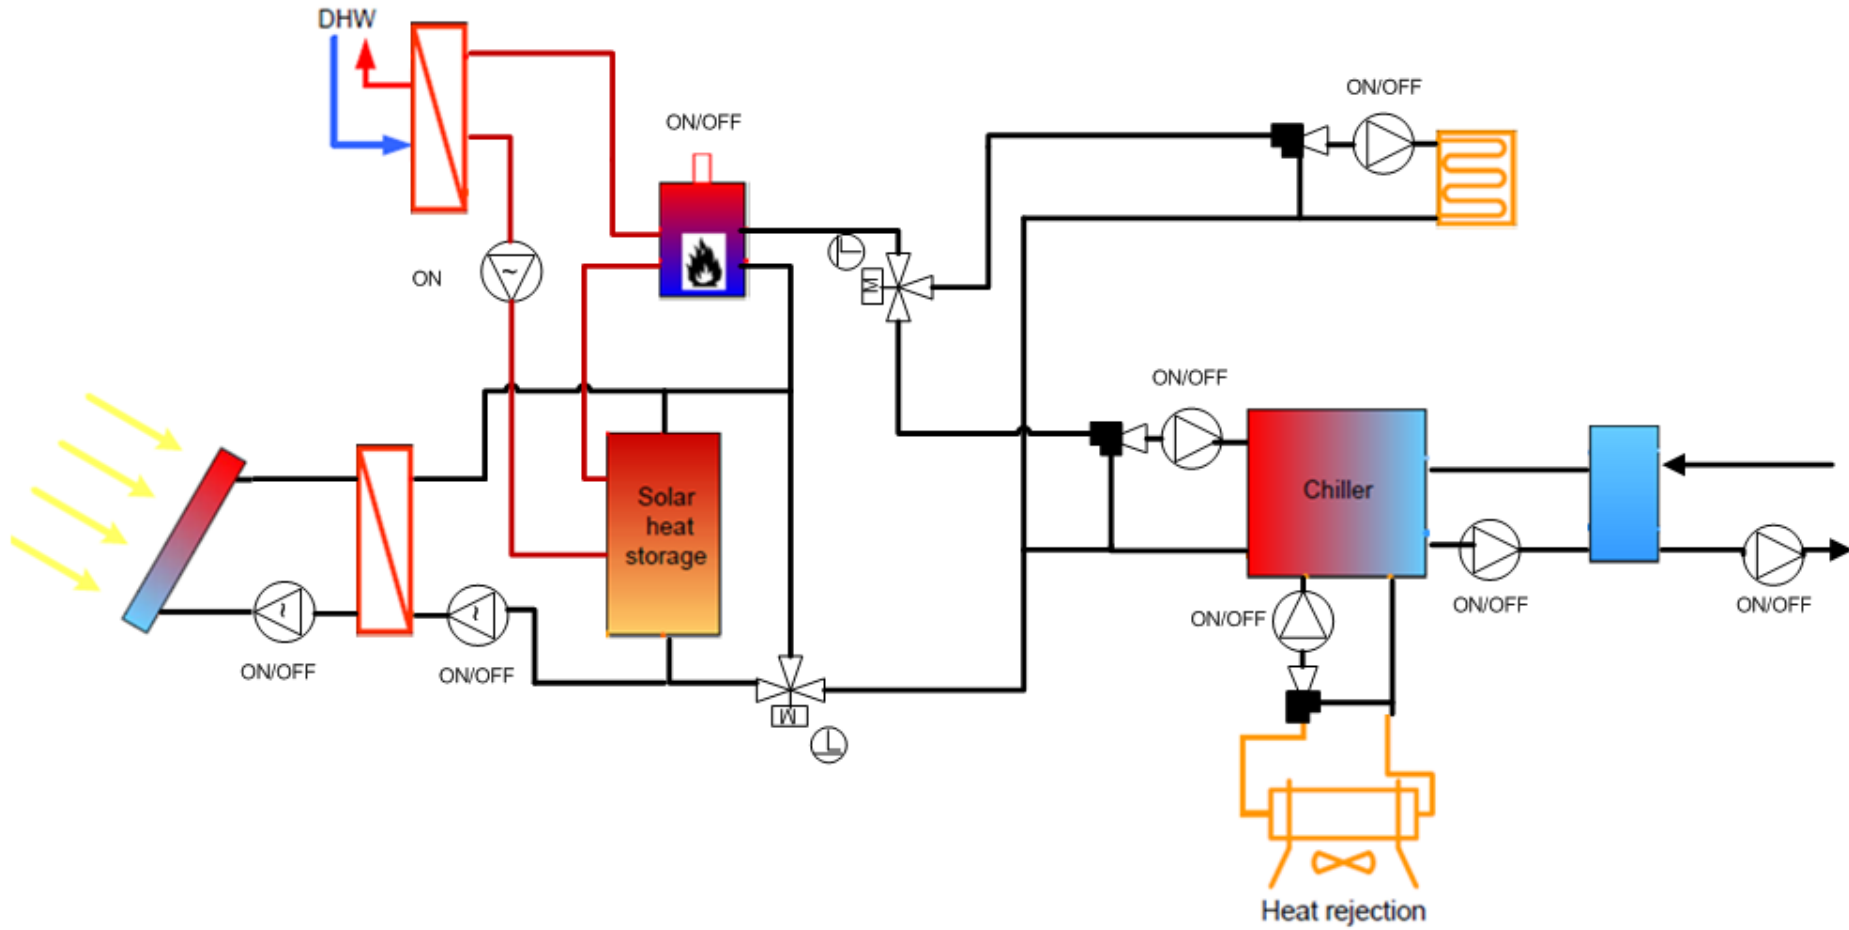 DHW
ON/OFF
ON/OFF
ON
ON/OFF
M
Solar
heat
storage
Chiller
ON/OFF
ON/OFF
ON/OFF
ON/OFF
ON/OFF
M
Heat rejection